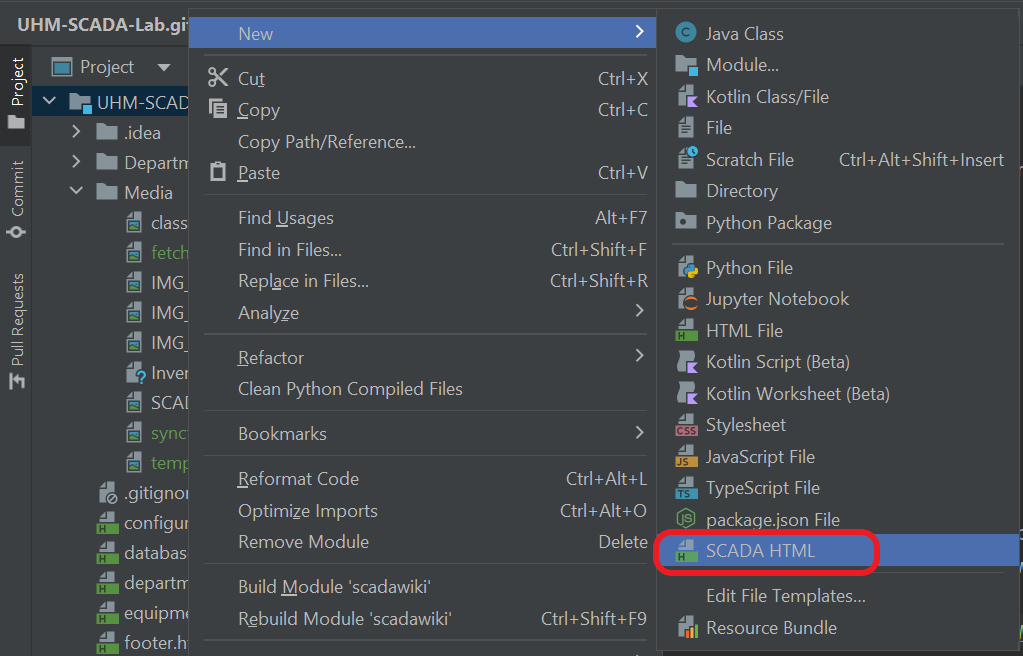 UHM-SCADA-Lab.gi
Project
Commit
Pull Requests
Project
UHM-SCAD
.idea
Departm
Media
class
fetch
IMG_
IMG_
IMG_
Inver
SCAD
sync
temp
.gitignor
configur
databas
departm
equipme
footer.h
New
Cut Ctrl+X
Copy Ctrl+C
Copy Path/Reference...
Paste Ctrl+V
Find Usages Alt+F7
Find in Files... Ctrl+Shift+F
Replace in Files... Ctrl+Shift+R
Analyze
Refactor
Clean Python Compiled Files
Bookmarks
Reformat Code Ctrl+Alt+L
Optimize Imports Ctrl+Alt+O
Remove Module Delete
Build Module 'scadawiki'
Rebuild Module 'scadawiki' Ctrl+Shift+F9
Java Class
Module...
Kotlin Class/File
File
Scratch File Ctrl+Alt+Shift+Insert
Directory
Python Package
Python File
Jupyter Notebook
HTML File
Kotlin Script (Beta)
Kotlin Worksheet (Beta)
Stylesheet
JavaScript File
TypeScript File
package.json File
SCADA HTML
Edit File Templates...
Resource Bundle